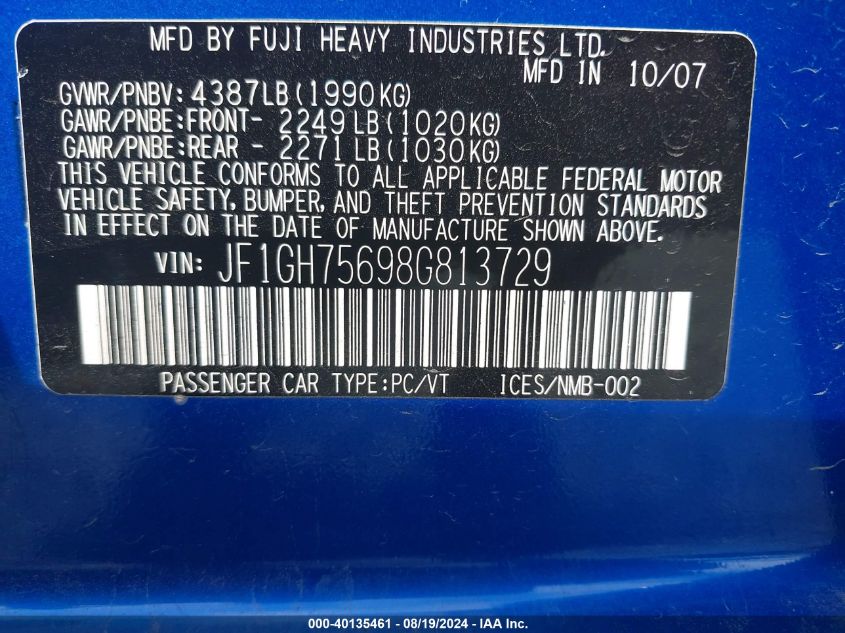 MFD BY FUJI HEAVY INDUSTRIES LTD.
MFD IN 10/07
GVWR/PNBV: 4387LB(1990KG)
GAWR/PNBE:FRONT- 2249LB(1020KG)
GAWR/PNBE:REAR - 2271LB(1030KG)
THIS VEHICLE CONFORMS TO ALL APPLICABLE FEDERAL MOTOR
VEHICLE SAFETY, BUMPER, AND THEFT PREVENTION STANDARDS
IN EFFECT ON THE DATE OF MANUFACTURE SHOWN ABOVE.
VIN: JF1GH75698G813729
PASSENGER CAR TYPE:PC/VT ICES/NMB-002
000-40135461 - 08/19/2024 - IAA Inc.